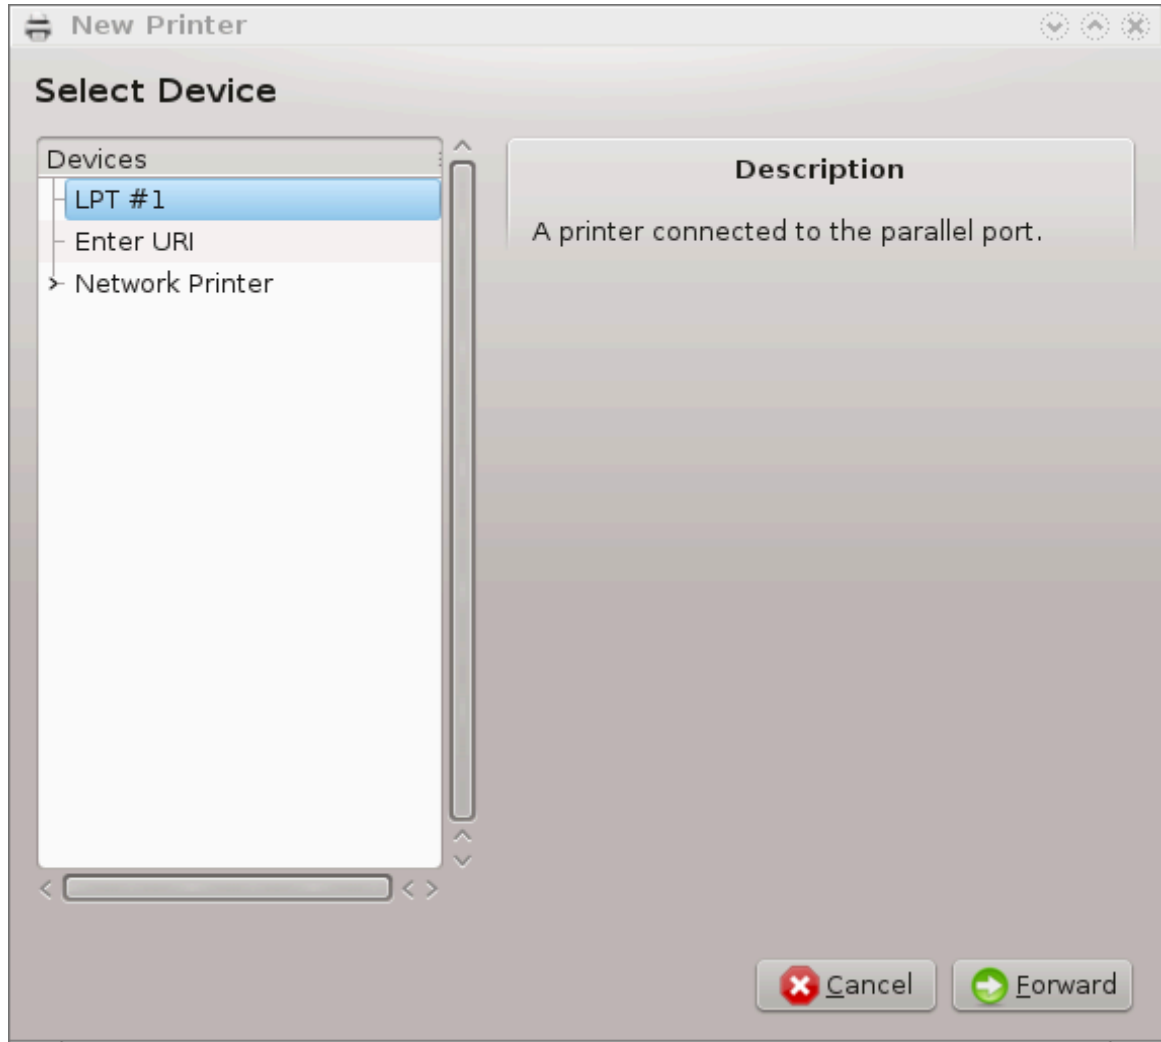 New Printer
Select Device
Devices
LPT #1
Enter URI
Network Printer
Description
A printer connected to the parallel port.
Cancel
Forward